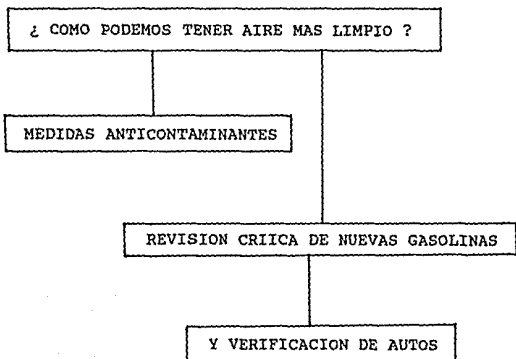 ¿ COMO PODEMOS TENER AIRE MAS LIMPIO ?
MEDIDAS ANTICONTAMINANTES
REVISION CRIICA DE NUEVAS GASOLINAS
Y VERIFICACION DE AUTOS